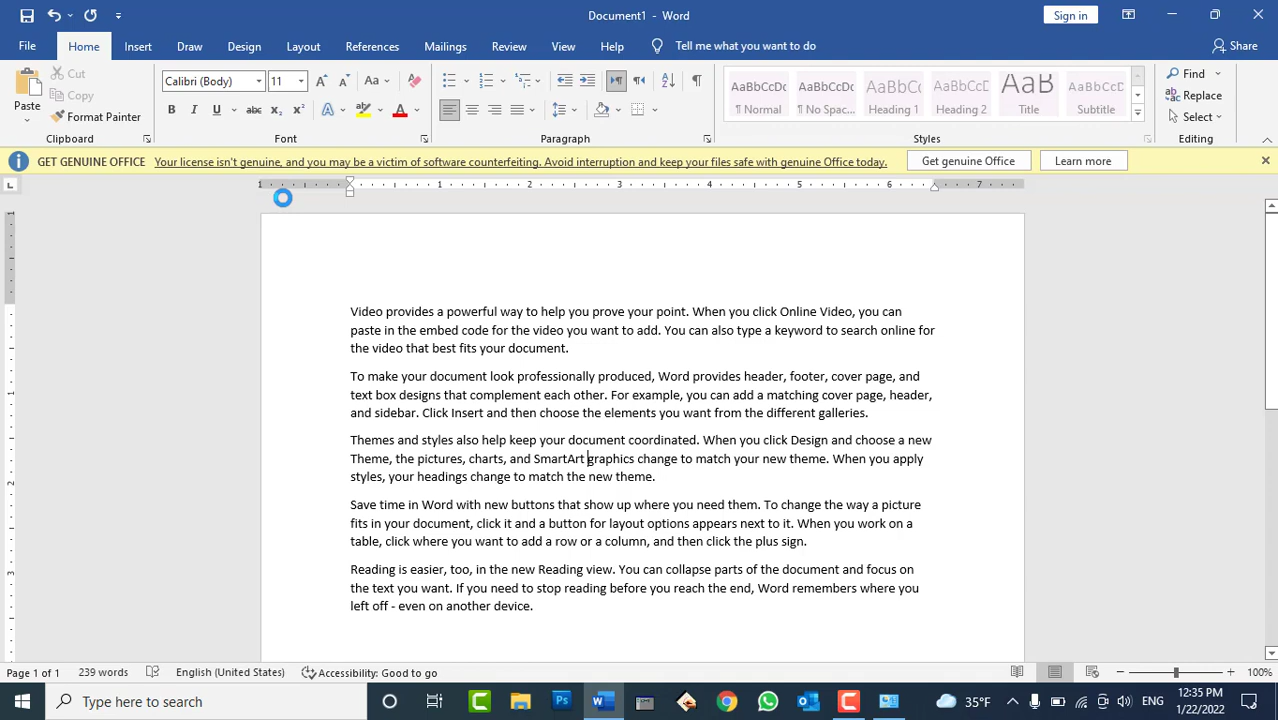 Document1 - Word
Sign in
File Home Insert Draw Design Layout References Mailings Review View Help Tell me what you want to do Share
Paste
Cut
Copy
Format Painter
Clipboard
Calibri (Body) 11
Font
Paragraph
AaBbCcDc AaBbCcDc AaBbCc AaBbCcD AaB AaBbCcD
¶ Normal ¶ No Spac... Heading 1 Heading 2 Title Subtitle
Styles
Find
Replace
Select
Editing
GET GENUINE OFFICE Your license isn't genuine, and you may be a victim of software counterfeiting. Avoid interruption and keep your files safe with genuine Office today. Get genuine Office Learn more
1 1 2 3 4 5 6 7
Video provides a powerful way to help you prove your point. When you click Online Video, you can
paste in the embed code for the video you want to add. You can also type a keyword to search online for
the video that best fits your document.
To make your document look professionally produced, Word provides header, footer, cover page, and
text box designs that complement each other. For example, you can add a matching cover page, header,
and sidebar. Click Insert and then choose the elements you want from the different galleries.
Themes and styles also help keep your document coordinated. When you click Design and choose a new
Theme, the pictures, charts, and SmartArt graphics change to match your new theme. When you apply
styles, your headings change to match the new theme.
Save time in Word with new buttons that show up where you need them. To change the way a picture
fits in your document, click it and a button for layout options appears next to it. When you work on a
table, click where you want to add a row or a column, and then click the plus sign.
Reading is easier, too, in the new Reading view. You can collapse parts of the document and focus on
the text you want. If you need to stop reading before you reach the end, Word remembers where you
left off - even on another device.
Page 1 of 1 239 words English (United States) Accessibility: Good to go 100%
Type here to search
35°F ENG
12:35 PM
1/22/2022